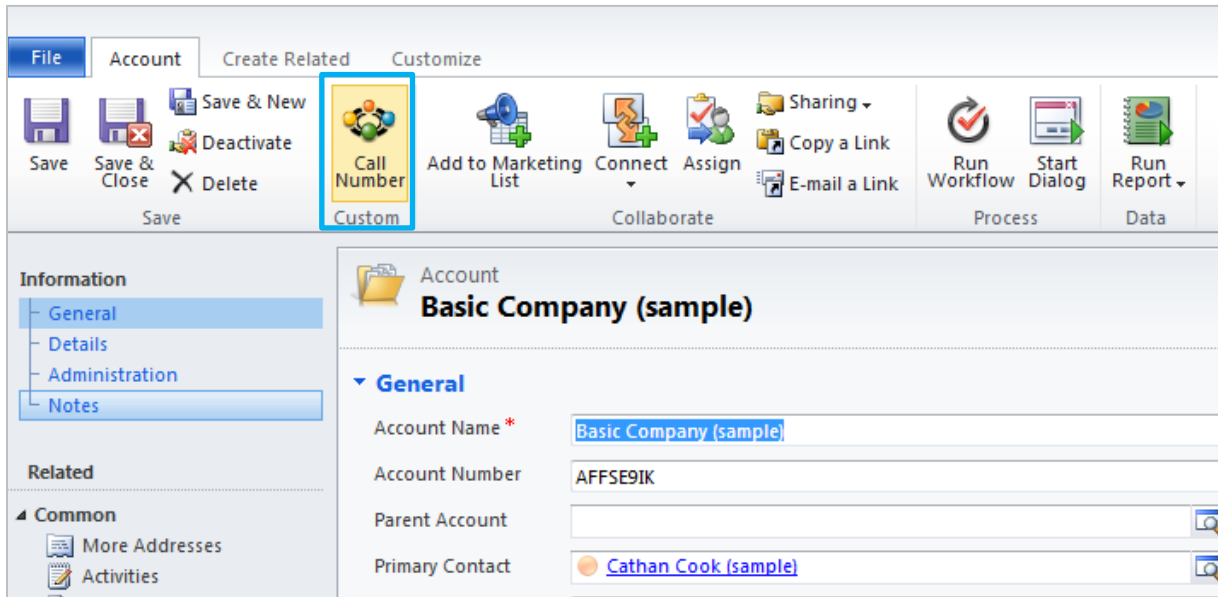 File Account Create Related Customize
Save
Save & Close
Save & New
Deactivate
Delete
Save
Call Number
Custom
Add to Marketing List
Connect
Assign
Sharing
Copy a Link
E-mail a Link
Collaborate
Run Workflow
Start Dialog
Process
Run Report
Data
Information
General
Details
Administration
Notes
Related
Common
More Addresses
Activities
Account
Basic Company (sample)
General
Account Name* Basic Company (sample)
Account Number AFFSE9IK
Parent Account
Primary Contact Cathan Cook (sample)